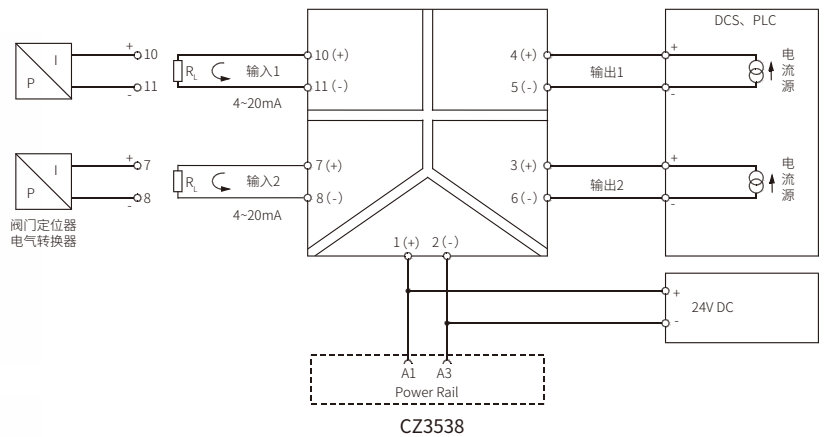 DCS、PLC
I
P
+
10
11
-
R_L
输入1
4~20mA
10(+)
11(-)
4(+)
5(-)
输出1
+
-
电流源
I
P
+
7
8
-
阀门定位器
电气转换器
R_L
输入2
4~20mA
7(+)
8(-)
3(+)
6(-)
输出2
+
-
电流源
1(+) 2(-)
+
-
24V DC
A1 A3
Power Rail
CZ3538